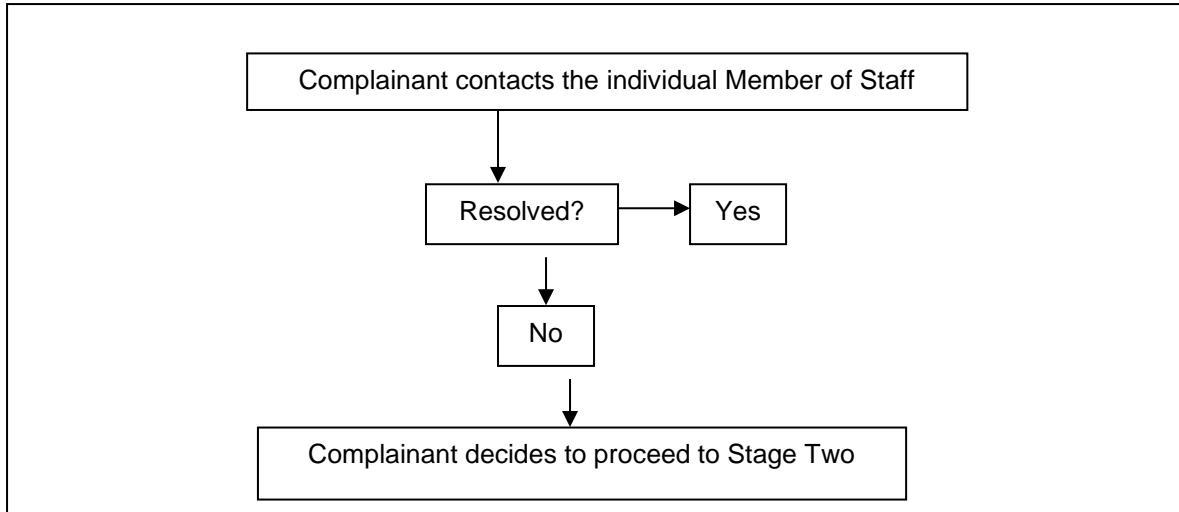 Complainant contacts the individual Member of Staff
Resolved?
Yes
No
Complainant decides to proceed to Stage Two